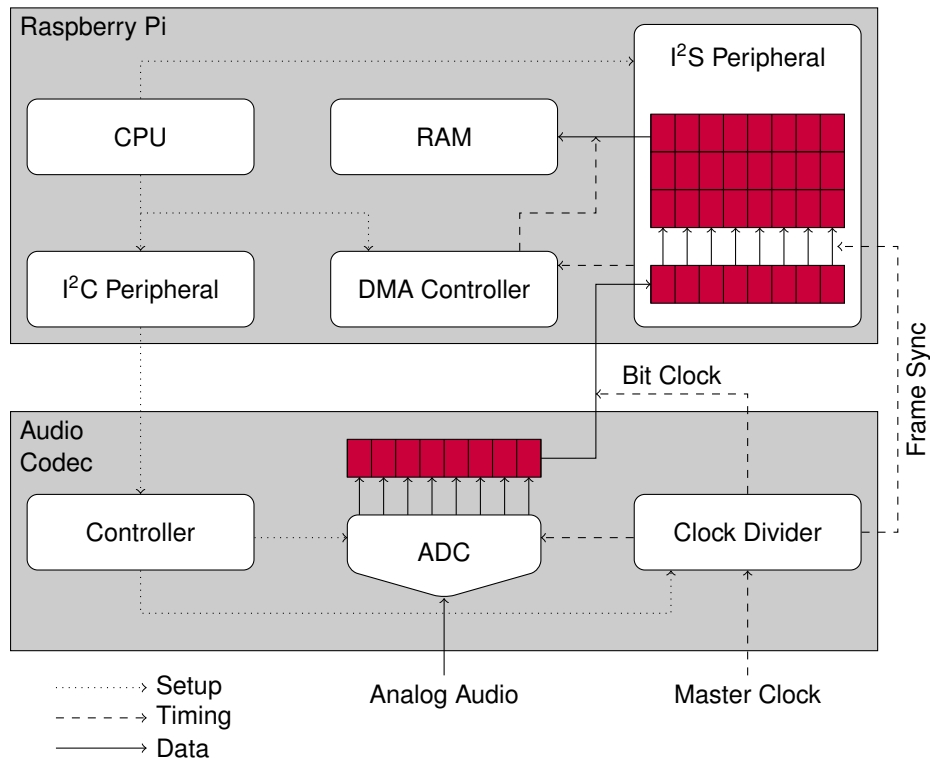 Raspberry Pi
I²S Peripheral
CPU
RAM
I²C Peripheral
DMA Controller
Bit Clock
Frame Sync
Audio
Codec
Controller
ADC
Clock Divider
Analog Audio
Master Clock
Setup
Timing
Data